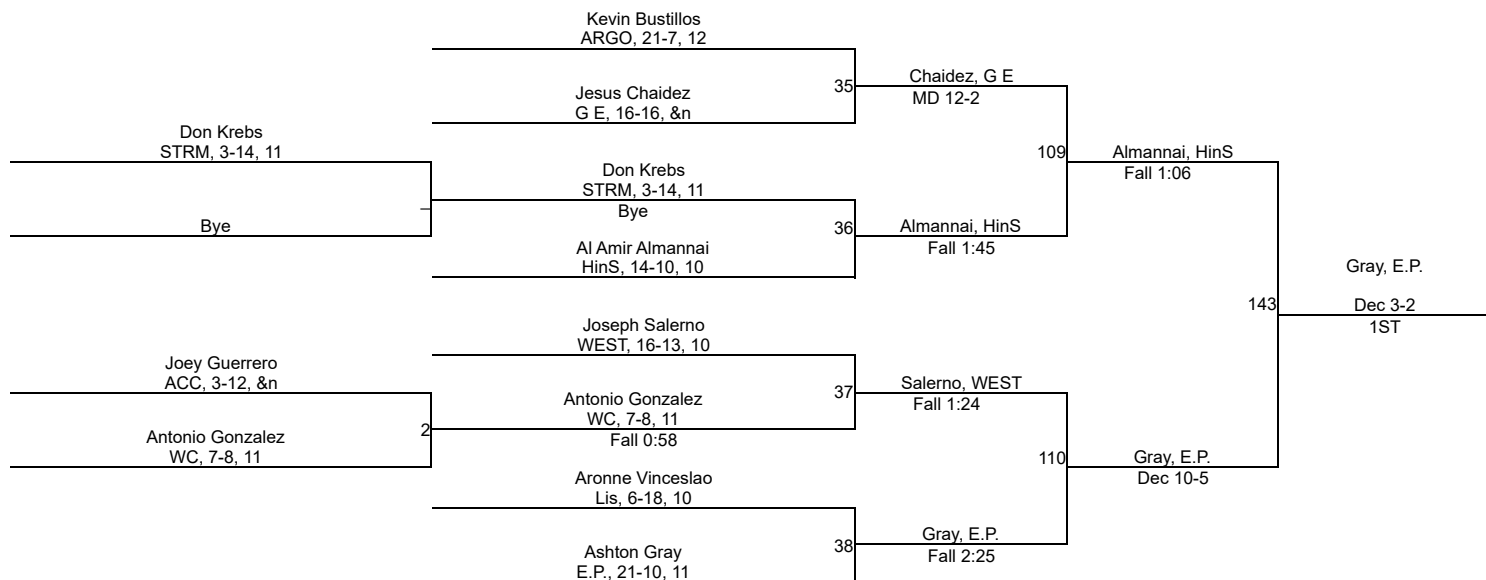 Kevin Bustillos
ARGO, 21-7, 12
35
Chaidez, G E
MD 12-2
Jesus Chaidez
G E, 16-16, &n
Don Krebs
STRM, 3-14, 11
109
Almannai, HinS
Fall 1:06
Don Krebs
STRM, 3-14, 11
Bye
Bye
36
Almannai, HinS
Fall 1:45
Al Amir Almannai
HinS, 14-10, 10
Gray, E.P.
143
Dec 3-2
1ST
Joseph Salerno
WEST, 16-13, 10
Joey Guerrero
ACC, 3-12, &n
37
Salerno, WEST
Fall 1:24
Antonio Gonzalez
WC, 7-8, 11
Fall 0:58
2
Antonio Gonzalez
WC, 7-8, 11
110
Gray, E.P.
Dec 10-5
Aronne Vinceslao
Lis, 6-18, 10
38
Gray, E.P.
Fall 2:25
Ashton Gray
E.P., 21-10, 11